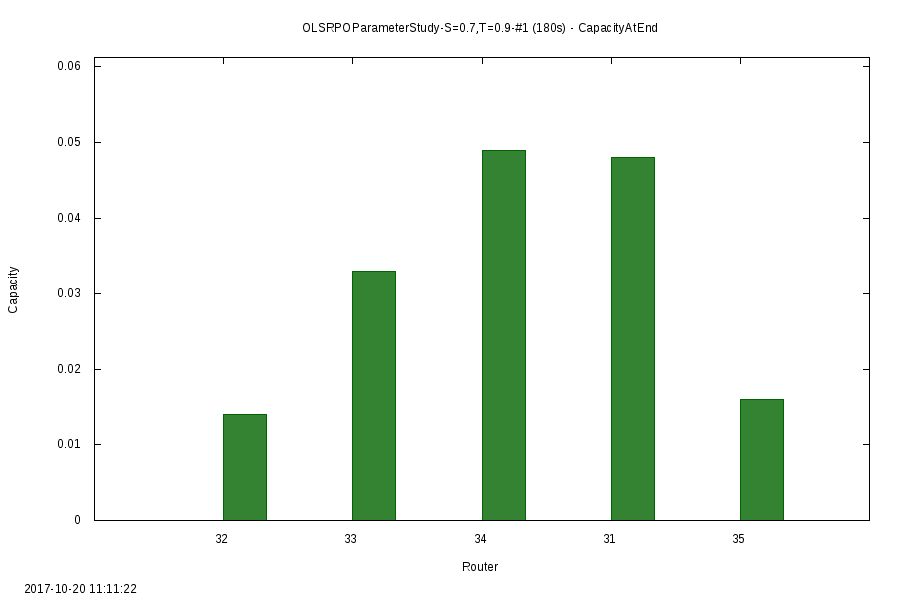 OLSRPOParameterStudy-S=0.7,T=0.9-#1 (180s) - CapacityAtEnd
0.06
0.05
0.04
0.03
0.02
0.01
0
Capacity
32 33 34 31 35
Router
2017-10-20 11:11:22